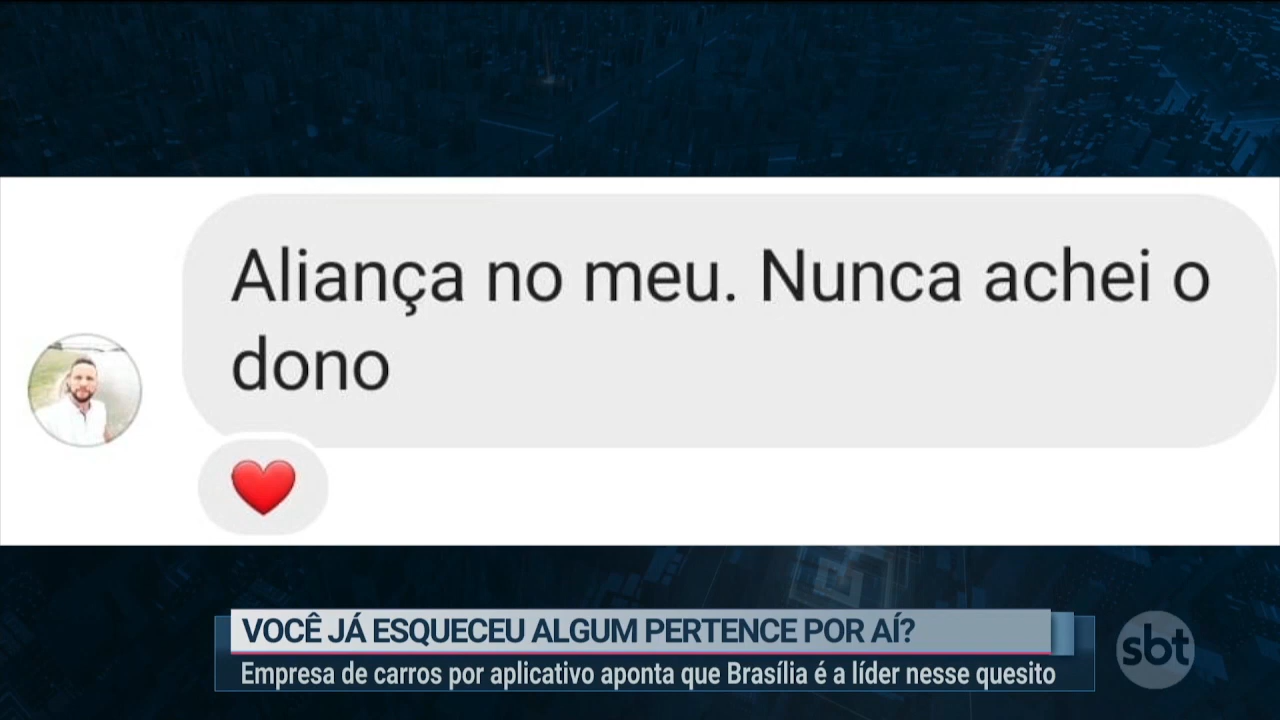 Aliança no meu. Nunca achei o
dono
VOCÊ JÁ ESQUECEU ALGUM PERTENCE POR AÍ?
Empresa de carros por aplicativo aponta que Brasília é a líder nesse quesito
sbt